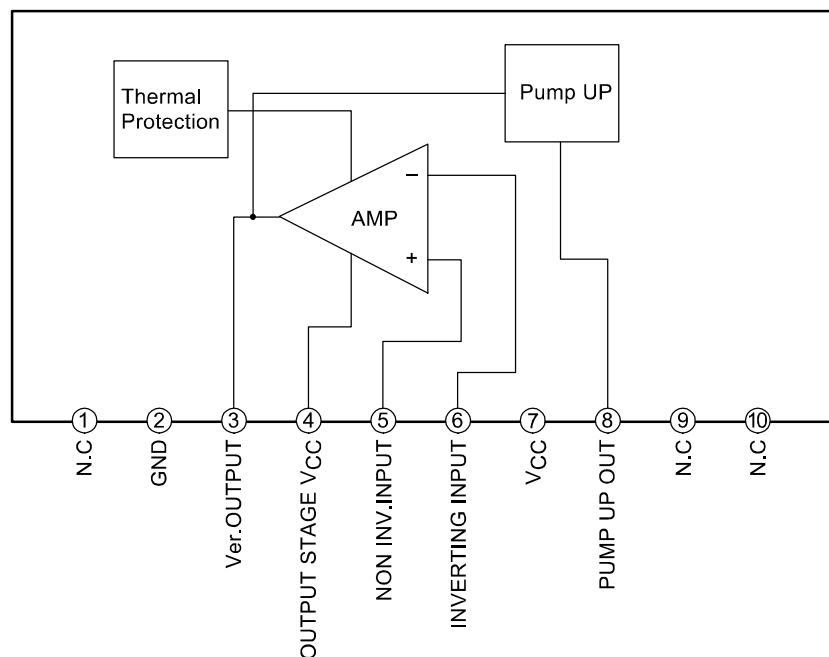 Thermal
Protection
Pump UP
−
AMP
+
1
2
3
4
5
6
7
8
9
10
N.C
GND
Ver.OUTPUT
OUTPUT STAGE VCC
NON INV.INPUT
INVERTING INPUT
VCC
PUMP UP OUT
N.C
N.C